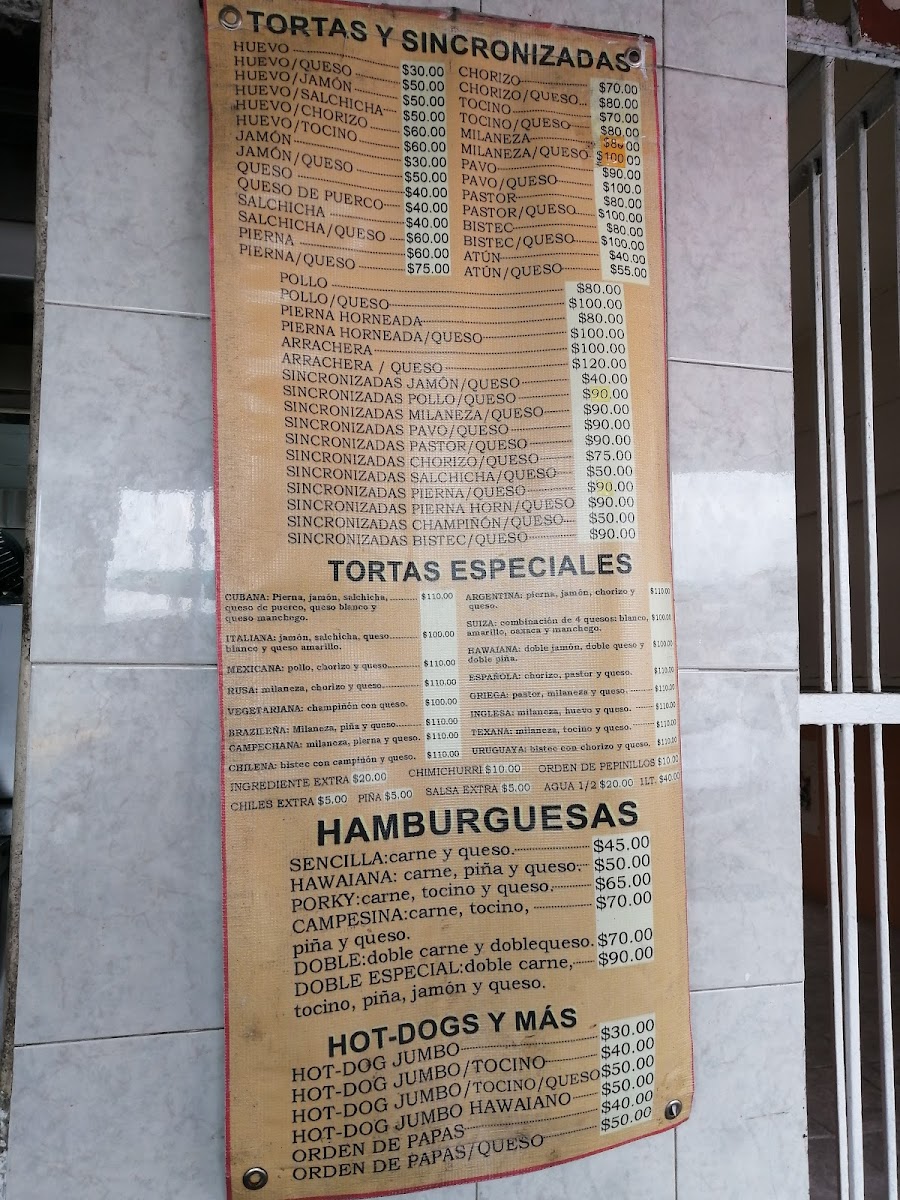 TORTAS Y SINCRONIZADAS
HUEVO $30.00
HUEVO/QUESO $50.00
HUEVO/JAMÓN $50.00
HUEVO/SALCHICHA $50.00
HUEVO/CHORIZO $60.00
HUEVO/TOCINO $60.00
JAMÓN $30.00
JAMÓN/QUESO $50.00
QUESO $40.00
QUESO DE PUERCO $40.00
SALCHICHA $40.00
SALCHICHA/QUESO $60.00
PIERNA $60.00
PIERNA/QUESO $75.00
CHORIZO $70.00
CHORIZO/QUESO $80.00
TOCINO $70.00
TOCINO/QUESO $80.00
MILANEZA $80.00
MILANEZA/QUESO $100.00
PAVO $90.00
PAVO/QUESO $100.0
PASTOR $80.00
PASTOR/QUESO $100.00
BISTEC $80.00
BISTEC/QUESO $100.00
ATÚN $40.00
ATÚN/QUESO $55.00
POLLO $80.00
POLLO/QUESO $100.00
PIERNA HORNEADA $80.00
PIERNA HORNEADA/QUESO $100.00
ARRACHERA $100.00
ARRACHERA / QUESO $120.00
SINCRONIZADAS JAMÓN/QUESO $40.00
SINCRONIZADAS POLLO/QUESO $90.00
SINCRONIZADAS MILANEZA/QUESO $90.00
SINCRONIZADAS PAVO/QUESO $90.00
SINCRONIZADAS PASTOR/QUESO $90.00
SINCRONIZADAS CHORIZO/QUESO $75.00
SINCRONIZADAS SALCHICHA/QUESO $50.00
SINCRONIZADAS PIERNA/QUESO $90.00
SINCRONIZADAS PIERNA HORN/QUESO $90.00
SINCRONIZADAS CHAMPIÑÓN/QUESO $50.00
SINCRONIZADAS BISTEC/QUESO $90.00
TORTAS ESPECIALES
CUBANA: Pierna, jamón, salchicha, $110.00
queso de puerco, queso blanco y
queso manchego.
ITALIANA: jamón, salchicha, queso $100.00
blanco y queso amarillo.
MEXICANA: pollo, chorizo y queso. $110.00
RUSA: milaneza, chorizo y queso. $110.00
VEGETARIANA: champiñón con queso. $100.00
BRAZILEÑA: Milaneza, piña y queso. $110.00
CAMPECHANA: milaneza, pierna y queso. $110.00
CHILENA: bistec con campiñón y queso. $110.00
ARGENTINA: pierna, jamón, chorizo y $110.00
queso.
SUIZA: combinación de 4 quesos: blanco, $100.00
amarillo, oaxaca y manchego.
HAWAIANA: doble jamón, doble queso y $100.00
doble piña.
ESPAÑOLA: chorizo, pastor y queso. $110.00
GRIEGA: pastor, milaneza y queso. $110.00
INGLESA: milaneza, huevo y queso. $110.00
TEXANA: milaneza, tocino y queso. $110.00
URUGUAYA: bistec con chorizo y queso. $110.00
INGREDIENTE EXTRA $20.00 CHIMICHURRI $10.00 ORDEN DE PEPINILLOS $10.00
CHILES EXTRA $5.00 PIÑA $5.00 SALSA EXTRA $5.00 AGUA 1/2 $20.00 1LT. $40.00
HAMBURGUESAS
SENCILLA:carne y queso. $45.00
HAWAIANA: carne, piña y queso. $50.00
PORKY:carne, tocino y queso. $65.00
CAMPESINA:carne, tocino, $70.00
piña y queso.
DOBLE:doble carne y doblequeso. $70.00
DOBLE ESPECIAL:doble carne, $90.00
tocino, piña, jamón y queso.
HOT-DOGS Y MÁS
HOT-DOG JUMBO $30.00
HOT-DOG JUMBO/TOCINO $40.00
HOT-DOG JUMBO/TOCINO/QUESO $50.00
HOT-DOG JUMBO HAWAIANO $50.00
ORDEN DE PAPAS $40.00
ORDEN DE PAPAS/QUESO $50.00